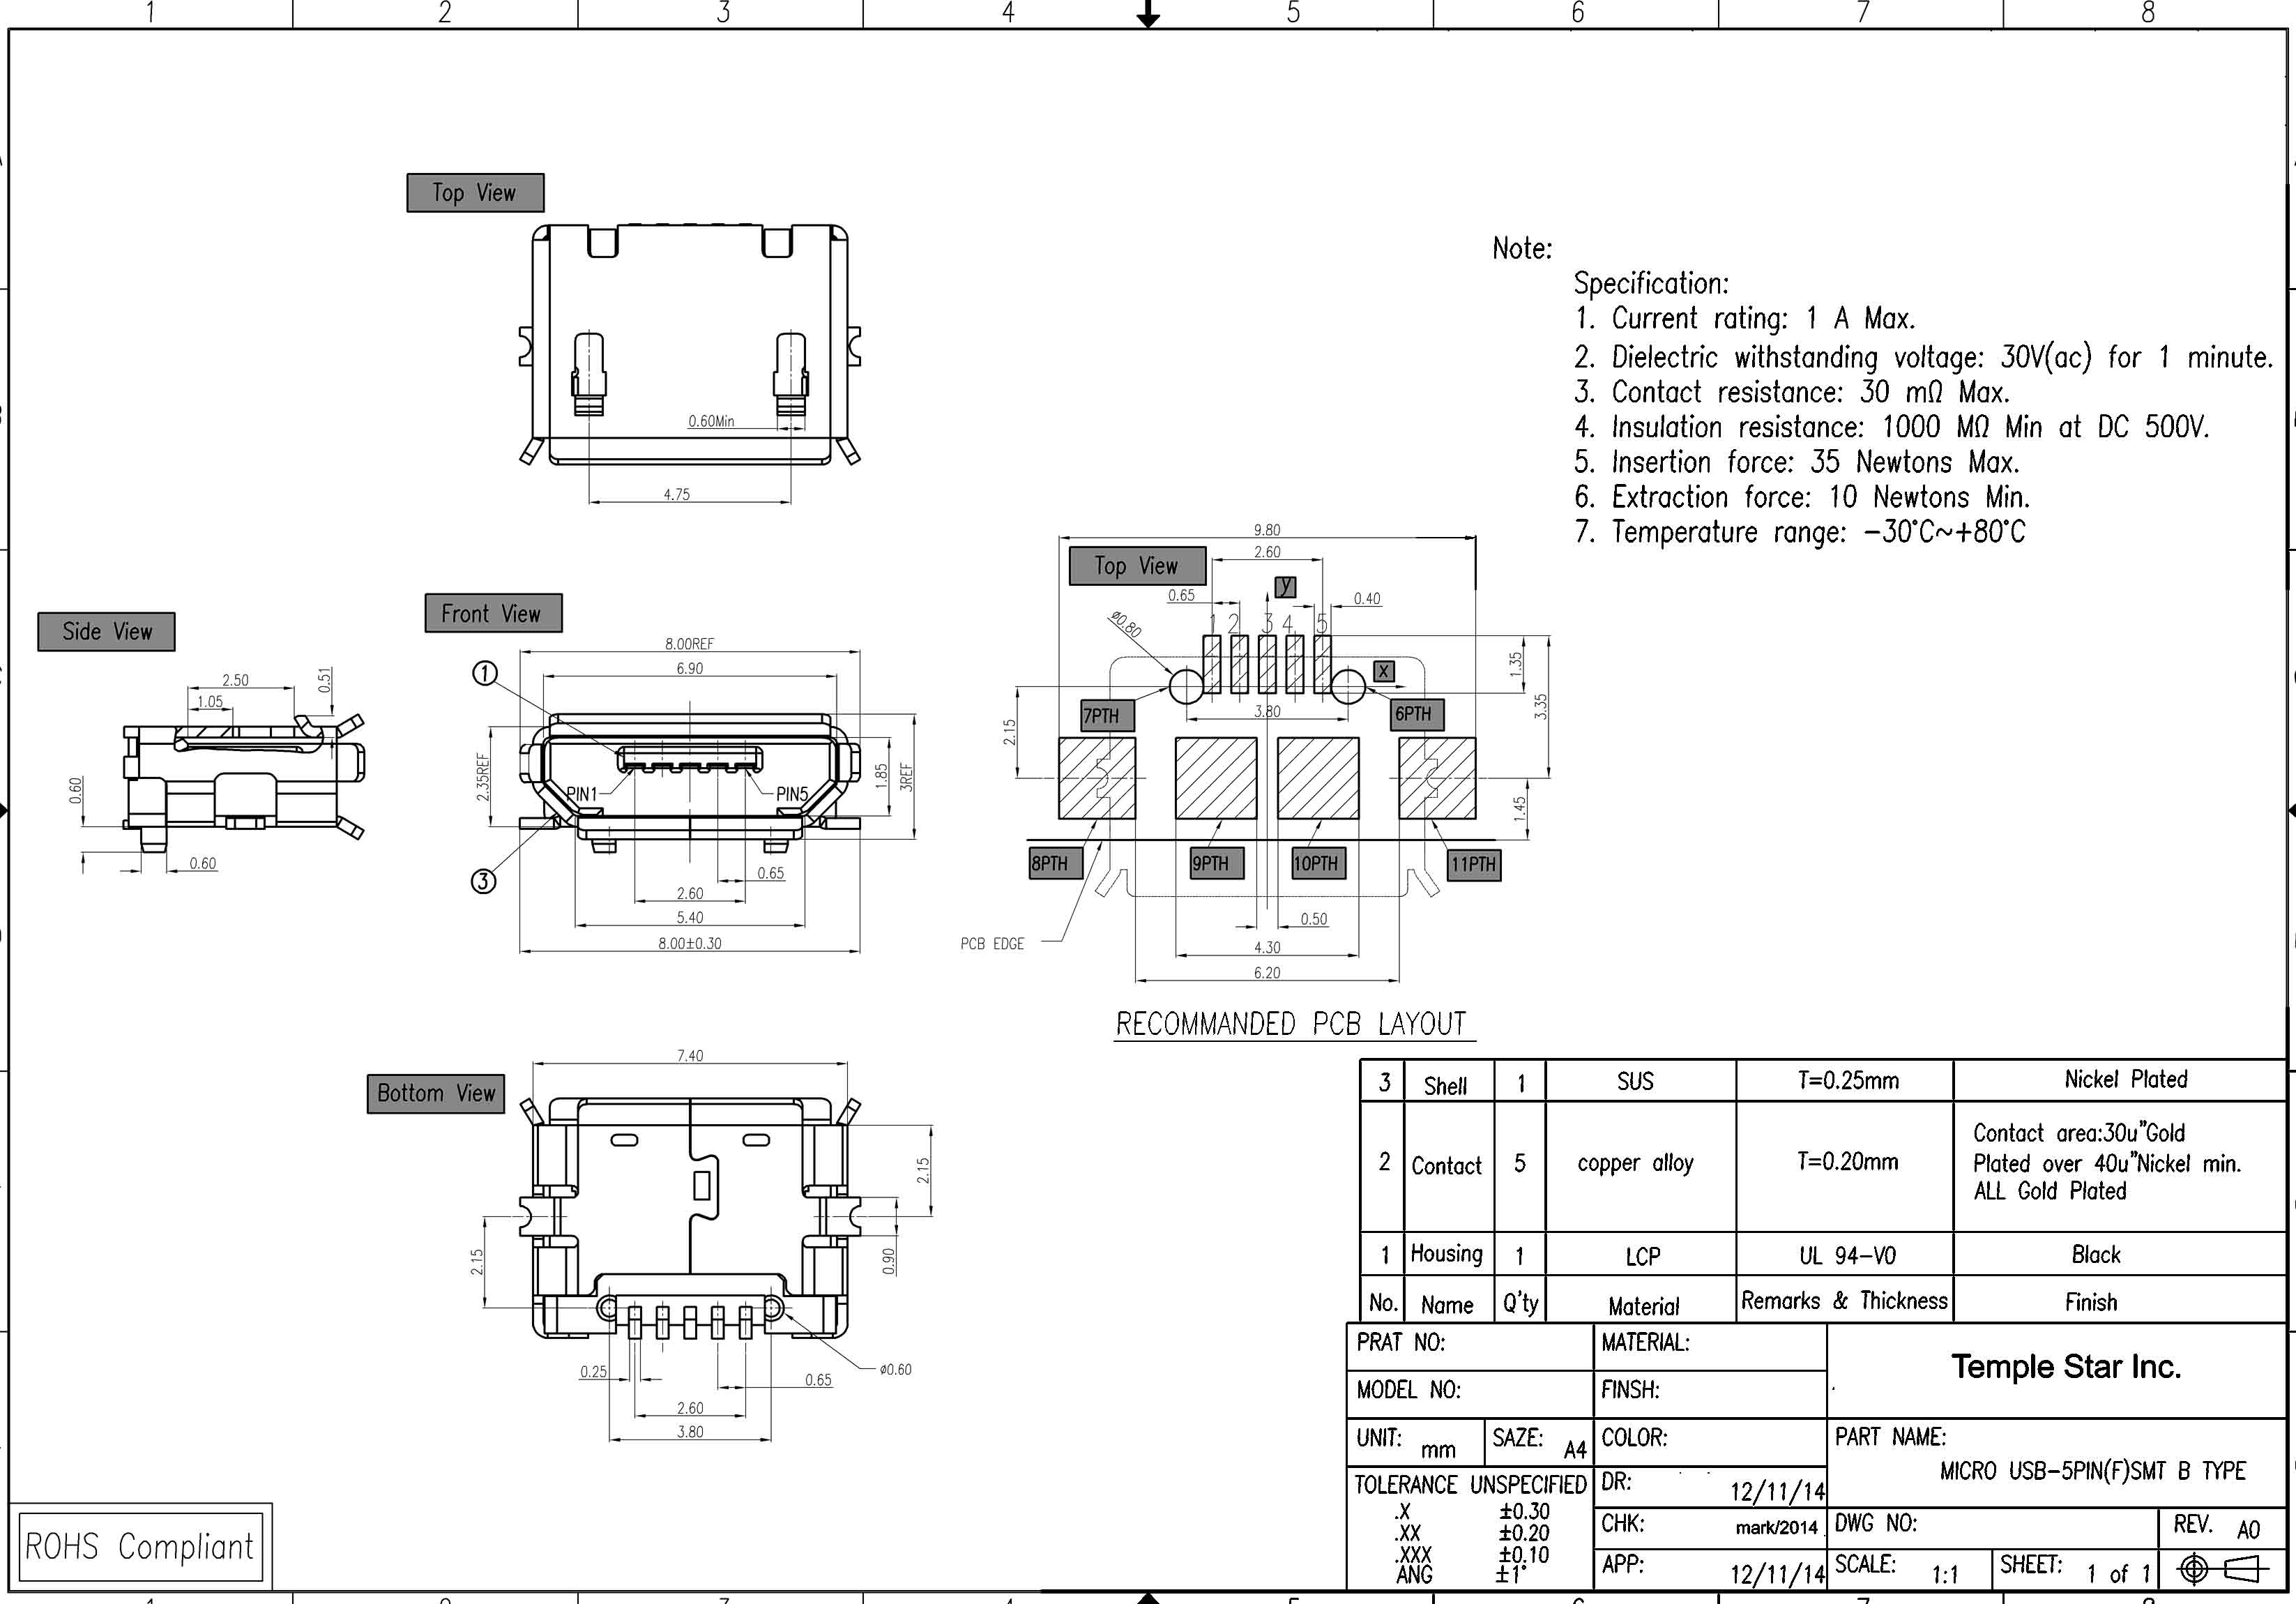 1 2 3 4 5 6 7 8
Top View
Note:
Specification:
1. Current rating: 1 A Max.
2. Dielectric withstanding voltage: 30V(ac) for 1 minute.
3. Contact resistance: 30 mΩ Max.
4. Insulation resistance: 1000 MΩ Min at DC 500V.
5. Insertion force: 35 Newtons Max.
6. Extraction force: 10 Newtons Min.
7. Temperature range: -30°C~+80°C
0.60Min
4.75
Side View
2.50
0.51
1.05
0.60
0.60
Front View
8.00REF
6.90
1
2.35REF
1.85
3REF
PIN1
PIN5
3
0.65
2.60
5.40
8.00±0.30
9.80
Top View
2.60
y
0.65
0.40
ø0.80
1 2 3 4 5
x
1.35
3.35
2.15
7PTH
3.80
6PTH
1.45
8PTH
9PTH
10PTH
11PTH
0.50
PCB EDGE
4.30
6.20
RECOMMANDED PCB LAYOUT
Bottom View
7.40
2.15
2.15
0.90
0.25
0.65
ø0.60
2.60
3.80
3 Shell 1 SUS T=0.25mm Nickel Plated
2 Contact 5 copper alloy T=0.20mm
Contact area:30u"Gold
Plated over 40u"Nickel min.
ALL Gold Plated
1 Housing 1 LCP UL 94-V0 Black
No. Name Q'ty Material Remarks & Thickness Finish
PRAT NO:
MATERIAL:
Temple Star Inc.
MODEL NO:
FINSH:
UNIT: mm
SAZE: A4
COLOR:
PART NAME:
MICRO USB-5PIN(F)SMT B TYPE
TOLERANCE UNSPECIFIED
.X ±0.30
.XX ±0.20
.XXX ±0.10
ANG ±1°
DR: 12/11/14
CHK: mark/2014
APP: 12/11/14
DWG NO:
REV. A0
SCALE: 1:1
SHEET: 1 of 1
ROHS Compliant